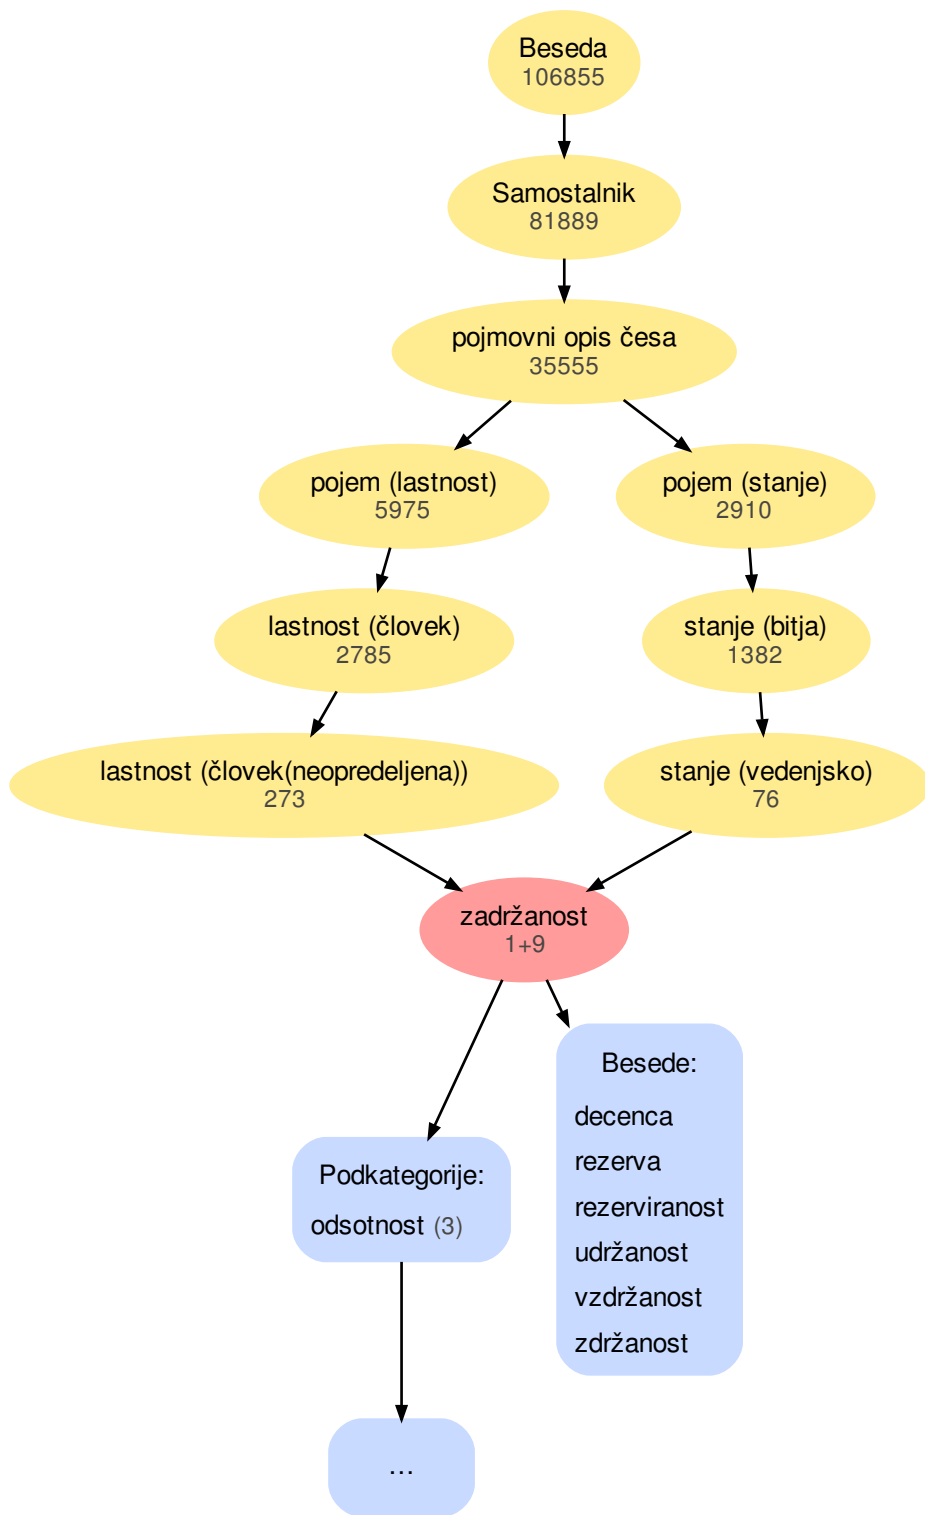 Beseda
106855
Samostalnik
81889
pojmovni opis česa
35555
pojem (lastnost)
5975
pojem (stanje)
2910
lastnost (človek)
2785
stanje (bitja)
1382
lastnost (človek(neopredeljena))
273
stanje (vedenjsko)
76
zadržanost
1+9
Podkategorije:
odsotnost (3)
Besede:
decenca
rezerva
rezerviranost
udržanost
vzdržanost
zdržanost
...